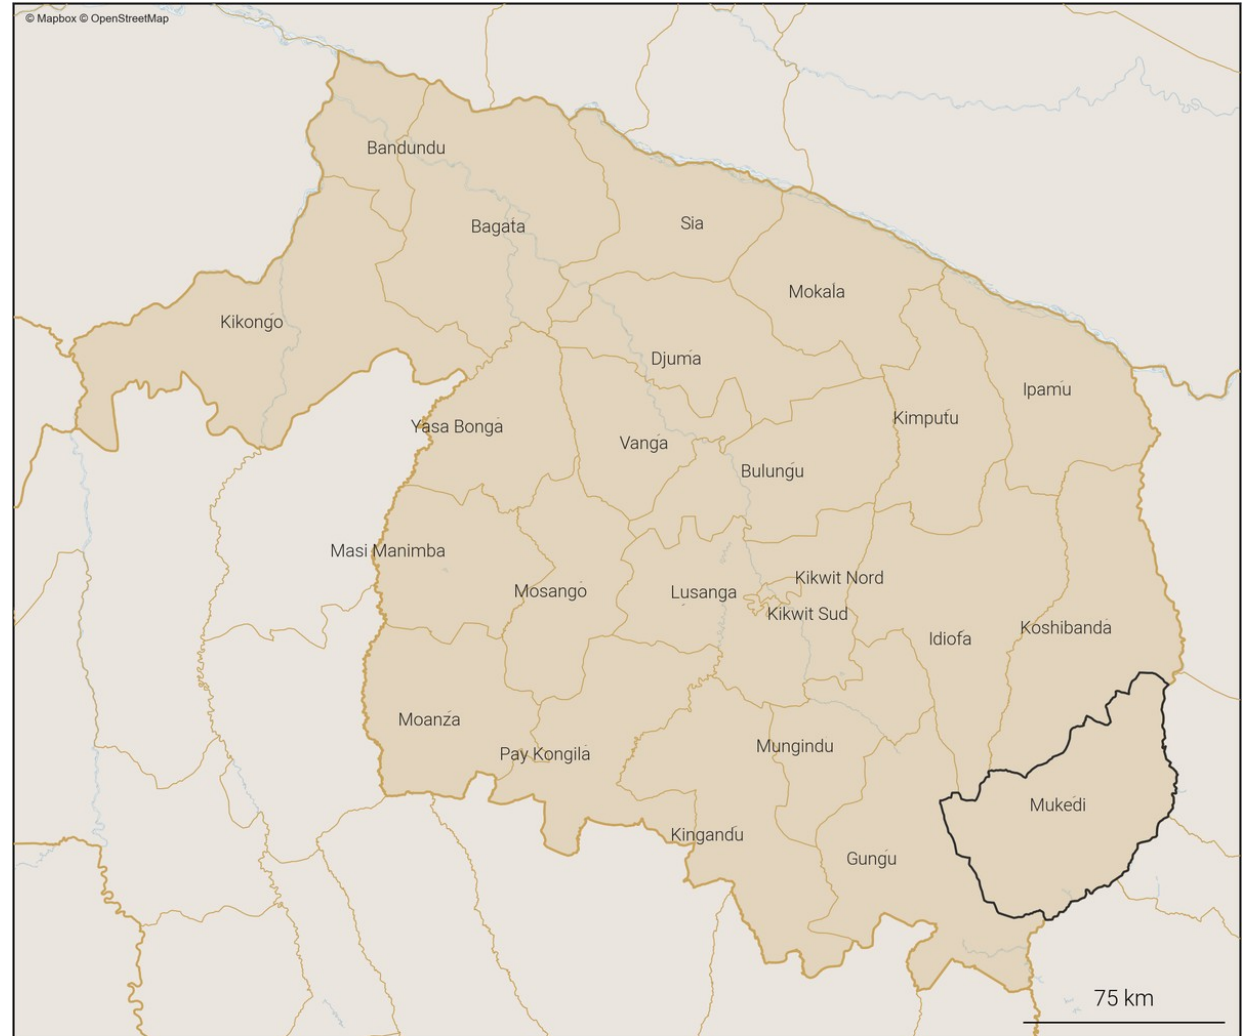 © Mapbox © OpenStreetMap
Bandundu
Bagata
Sia
Mokala
Kikongo
Djuma
Ipamu
Kimputu
Yasa Bonga
Vanga
Bulungu
Masi Manimba
Mosango
Lusanga
Kikwit Nord
Kikwit Sud
Idiofa
Koshibanda
Moanza
Pay Kongila
Mungindu
Mukedi
Kingandu
Gungu
75 km